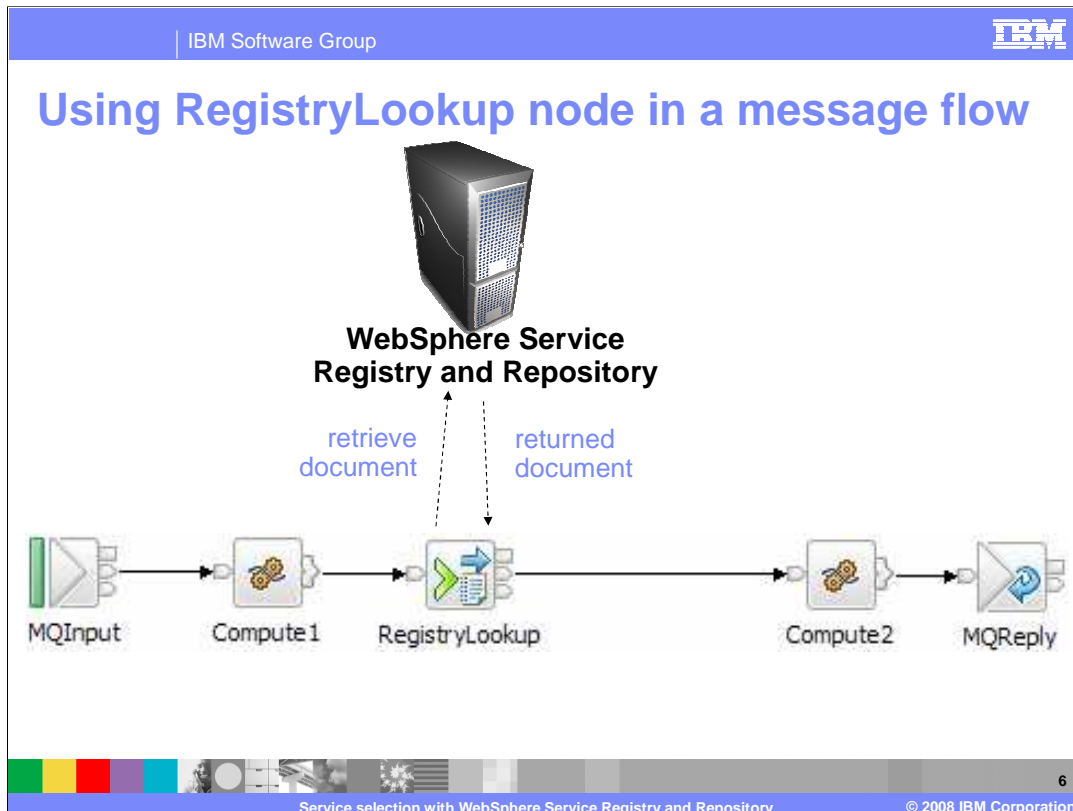 IBM Software Group
IBM
Using RegistryLookup node in a message flow
WebSphere Service
Registry and Repository
retrieve
document
returned
document
MQInput
Compute1
RegistryLookup
Compute2
MQReply
6
Service selection with WebSphere Service Registry and Repository
© 2008 IBM Corporation